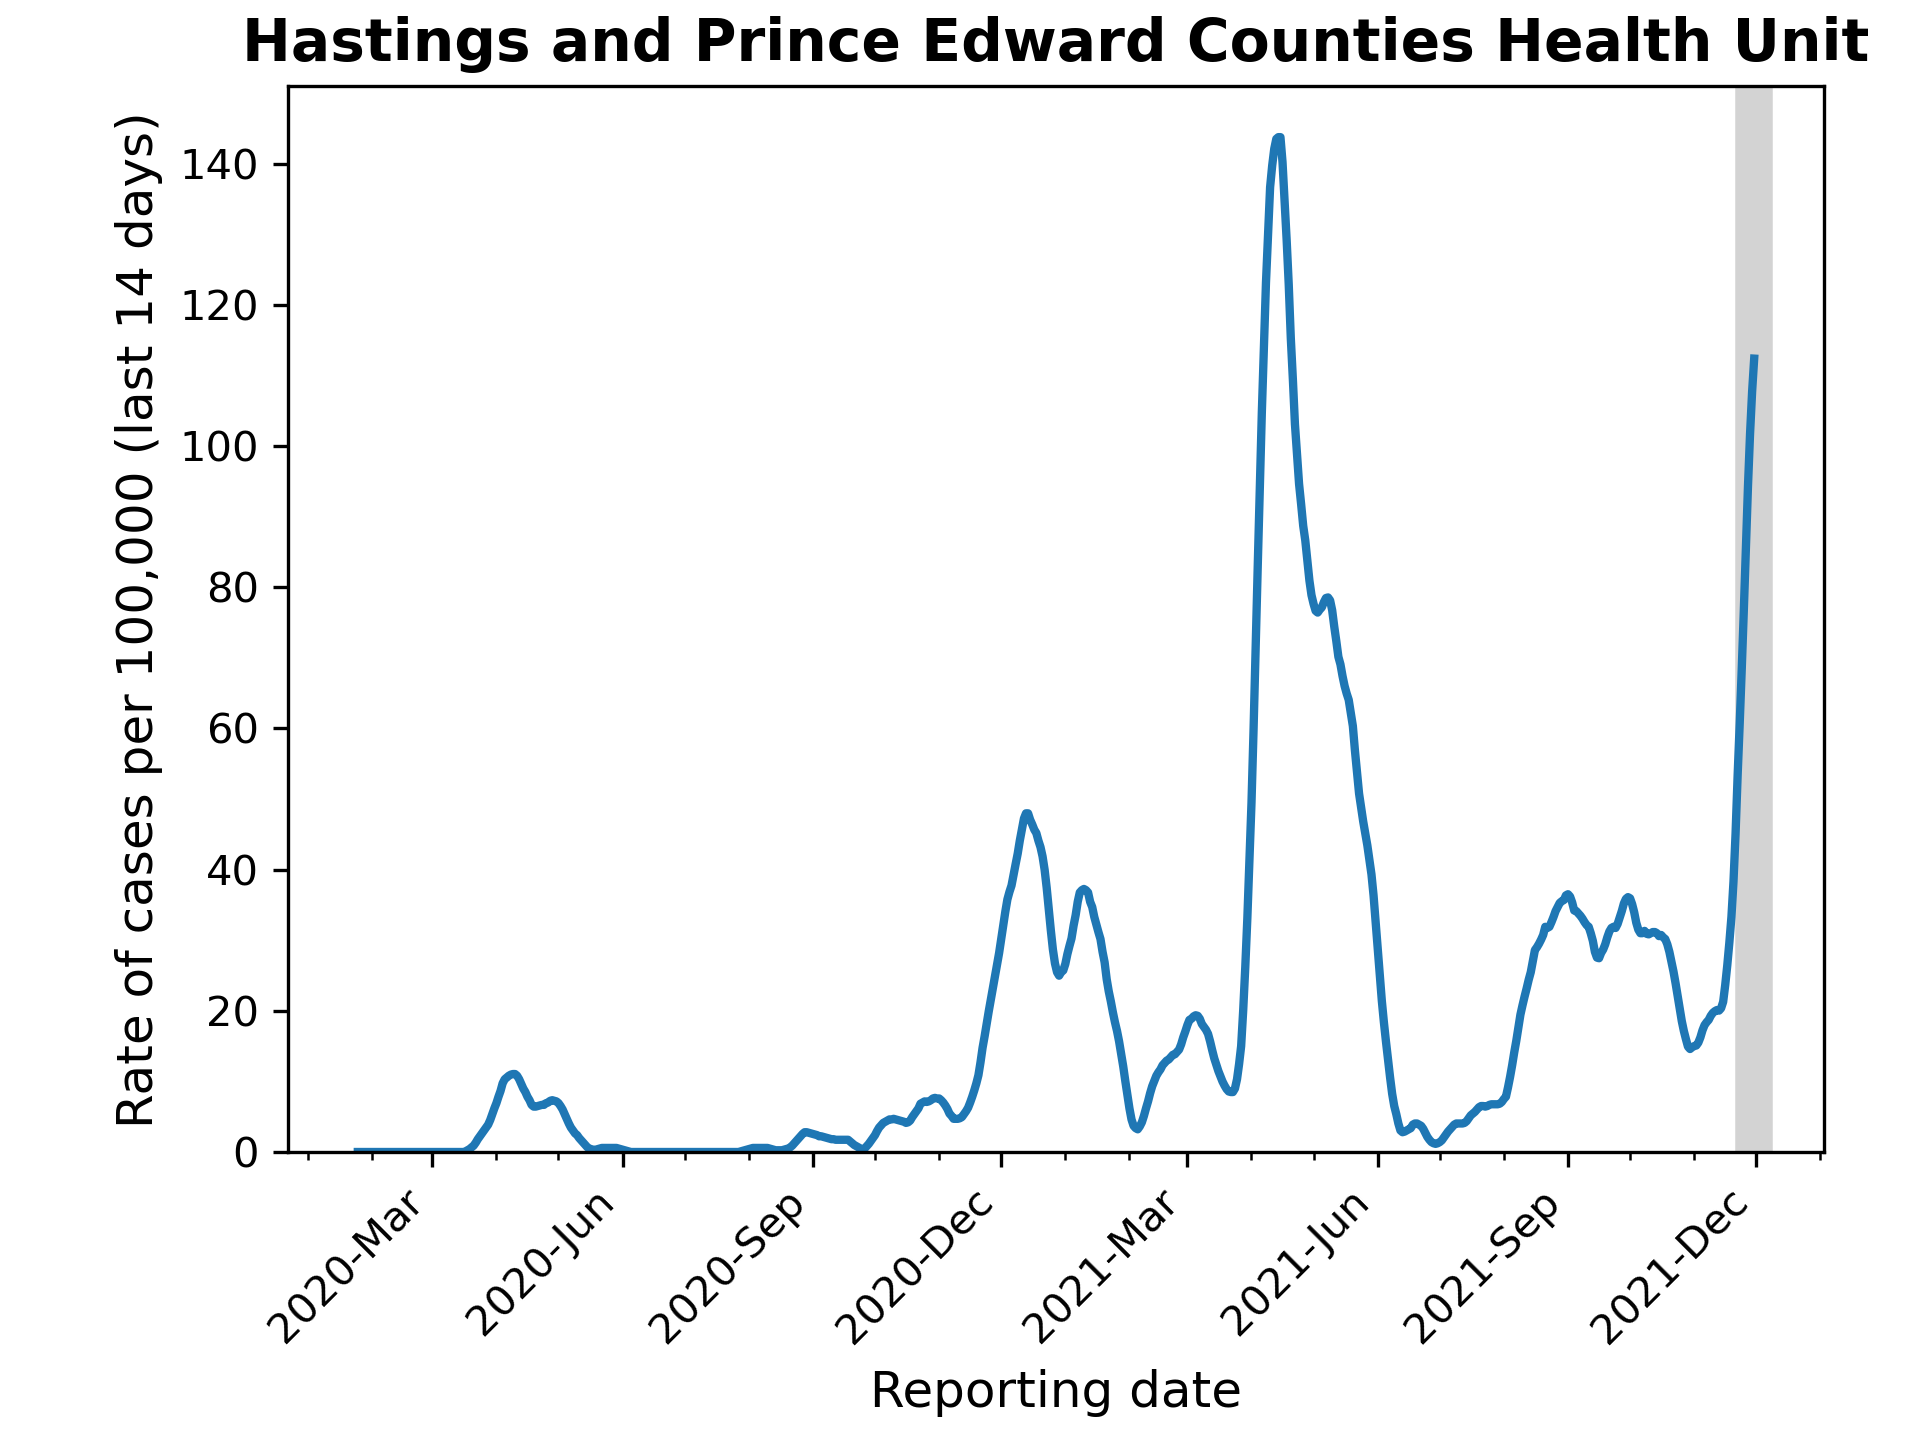 Hastings and Prince Edward Counties Health Unit
Rate of cases per 100,000 (last 14 days)
140
120
100
80
60
40
20
0
2020-Mar
2020-Jun
2020-Sep
2020-Dec
2021-Mar
2021-Jun
2021-Sep
2021-Dec
Reporting date